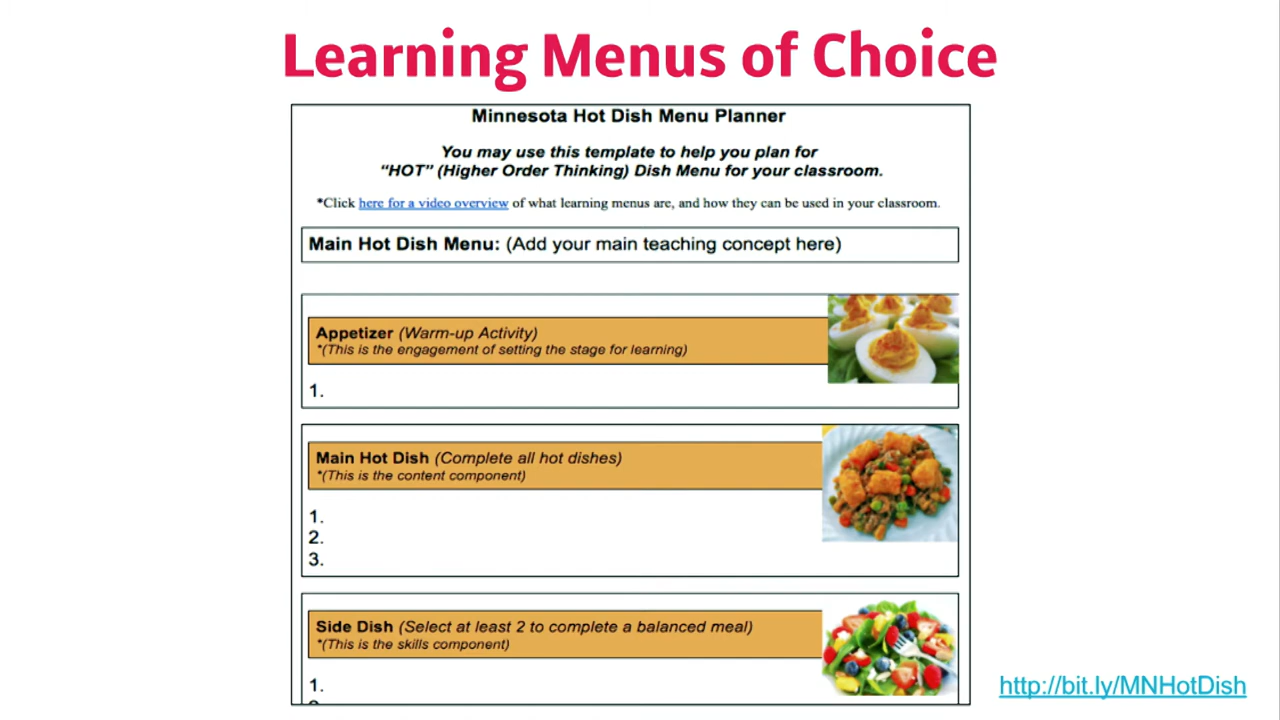 Learning Menus of Choice
Minnesota Hot Dish Menu Planner
You may use this template to help you plan for
“HOT” (Higher Order Thinking) Dish Menu for your classroom.
*Click here for a video overview of what learning menus are, and how they can be used in your classroom.
Main Hot Dish Menu: (Add your main teaching concept here)
Appetizer (Warm-up Activity)
*(This is the engagement of setting the stage for learning)
1.
Main Hot Dish (Complete all hot dishes)
*(This is the content component)
1.
2.
3.
Side Dish (Select at least 2 to complete a balanced meal)
*(This is the skills component)
1.
http://bit.ly/MNHotDish